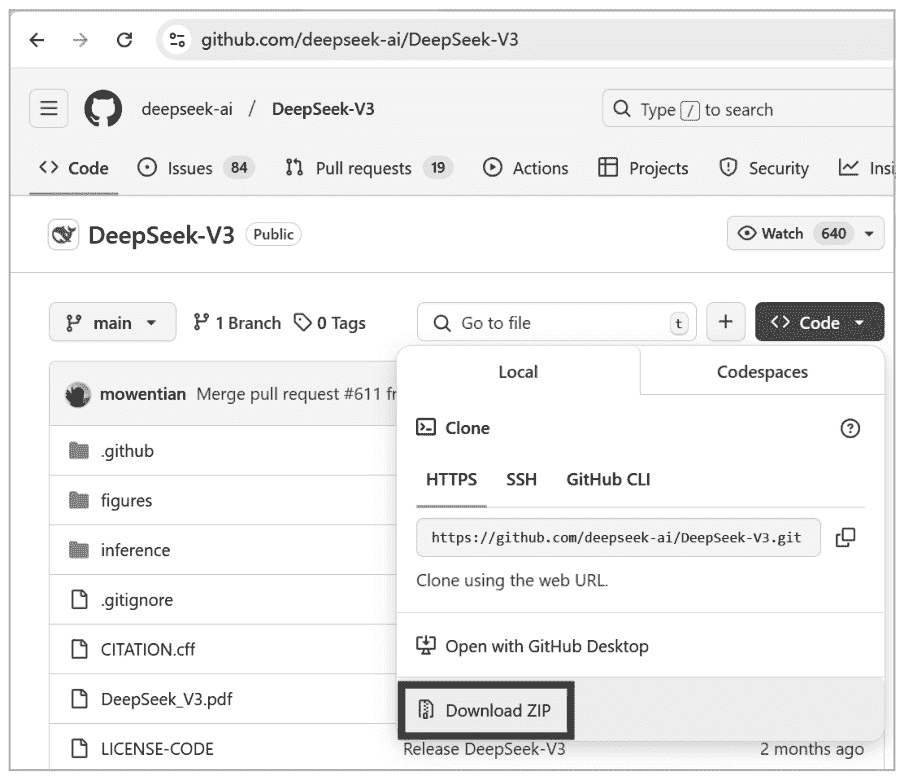 github.com/deepseek-ai/DeepSeek-V3
deepseek-ai / DeepSeek-V3
Type / to search
Code Issues 84 Pull requests 19 Actions Projects Security Insi
DeepSeek-V3 Public
Watch 640
main 1 Branch 0 Tags
Go to file t + Code
Local Codespaces
mowentian Merge pull request #611 fr
Clone
.github
HTTPS SSH GitHub CLI
figures
https://github.com/deepseek-ai/DeepSeek-V3.git
inference
Clone using the web URL.
.gitignore
Open with GitHub Desktop
CITATION.cff
DeepSeek_V3.pdf
Download ZIP
LICENSE-CODE Release DeepSeek-V3 2 months ago